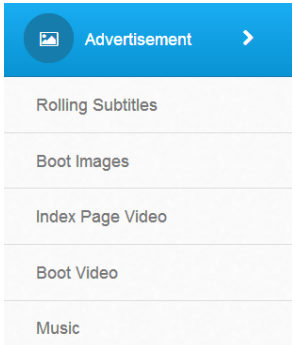 Advertisement
Rolling Subtitles
Boot Images
Index Page Video
Boot Video
Music